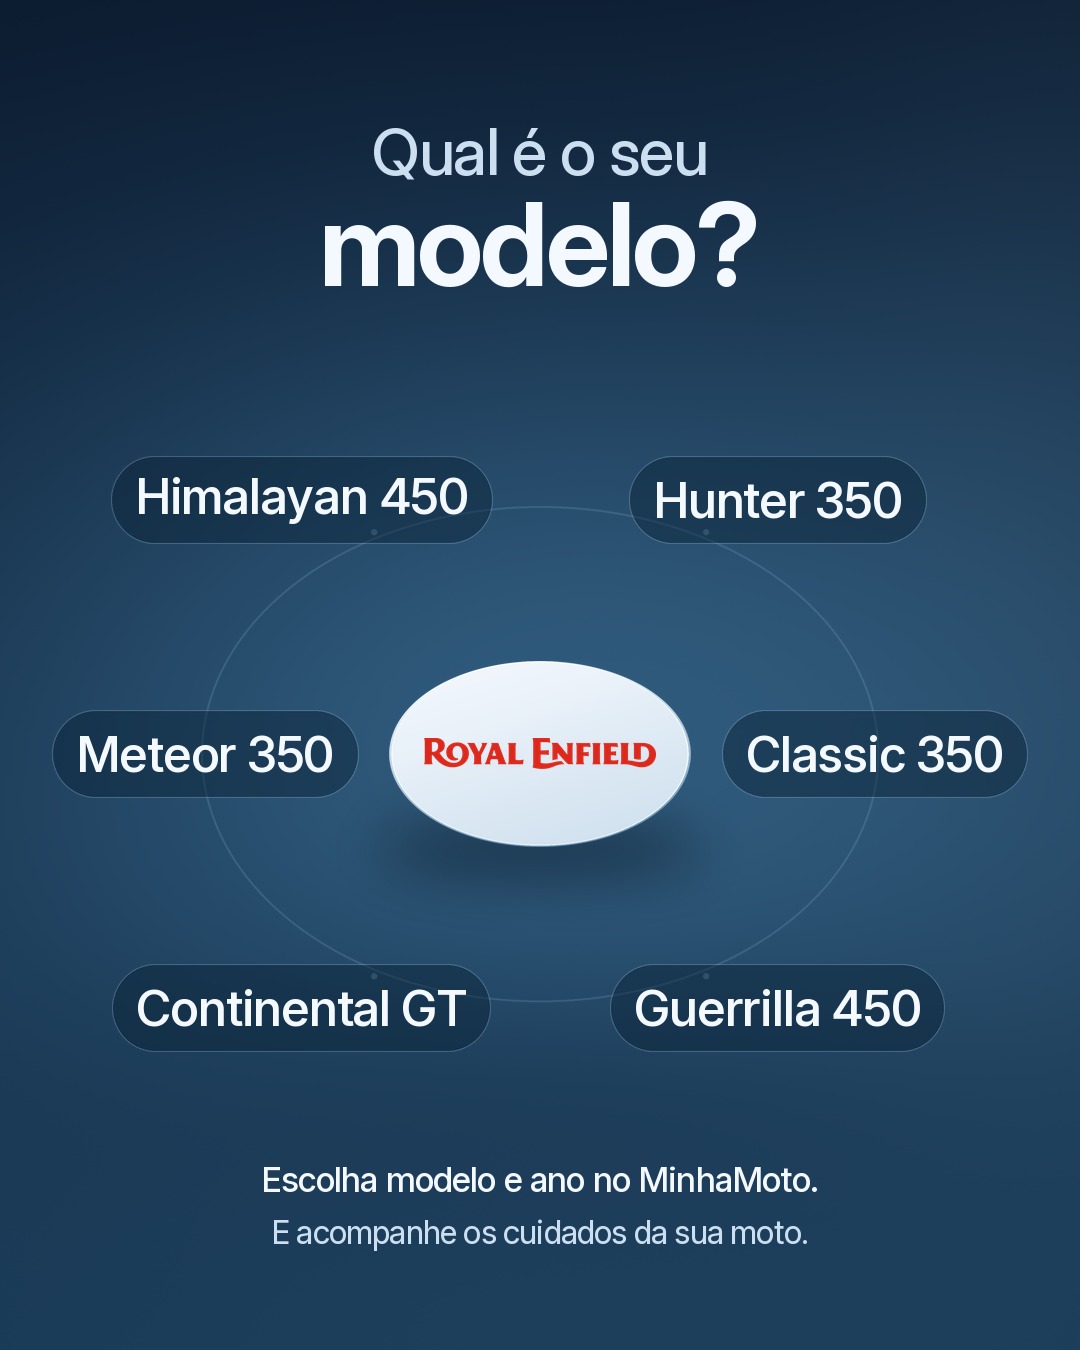 Qual é o seu
modelo?
Himalayan 450
Hunter 350
Meteor 350
ROYAL ENFIELD
Classic 350
Continental GT
Guerrilla 450
Escolha modelo e ano no MinhaMoto.
E acompanhe os cuidados da sua moto.